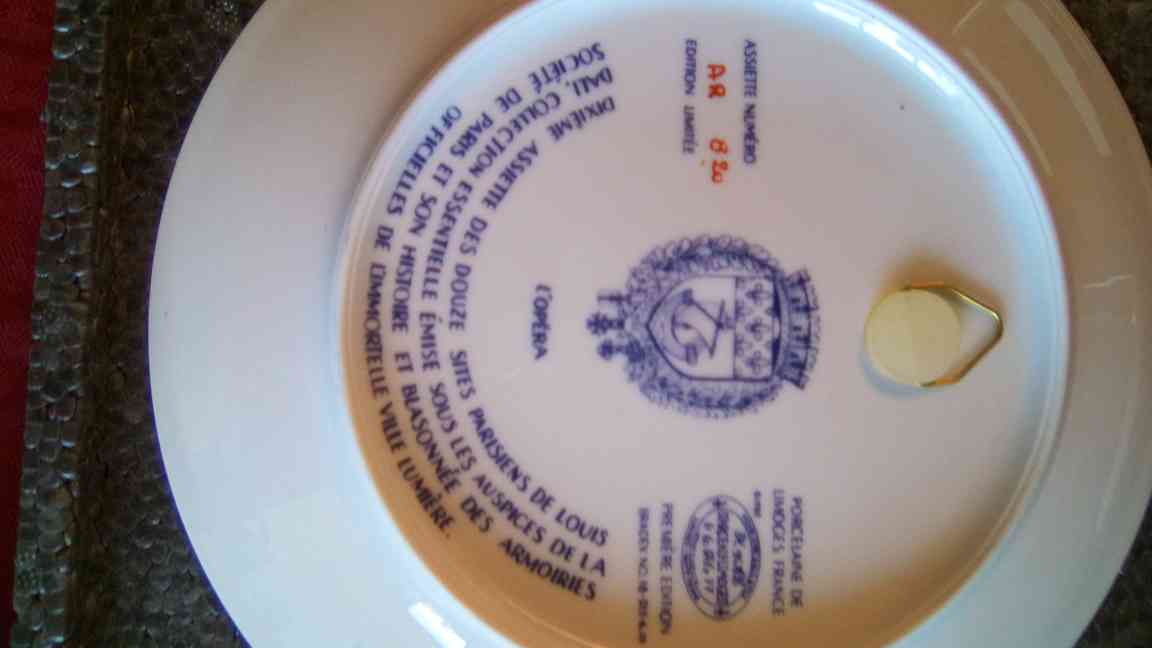 ASSIETTE NUMÉRO
AR 820
EDITION LIMITÉE
PORCELAINE DE
LIMOGES FRANCE
PREMIÈRE EDITION
BRADEX NO.
L'OPÉRA
DIXIÈME ASSIETTE DES DOUZE SITES PARISIENS DE LOUIS
DALI, COLLECTION ESSENTIELLE ÉMISE SOUS LES AUSPICES DE LA
SOCIÉTÉ DE PARIS ET SON HISTOIRE ET BLASONNÉE DES ARMOIRIES
OFFICIELLES DE L'IMMORTELLE VILLE LUMIÈRE.